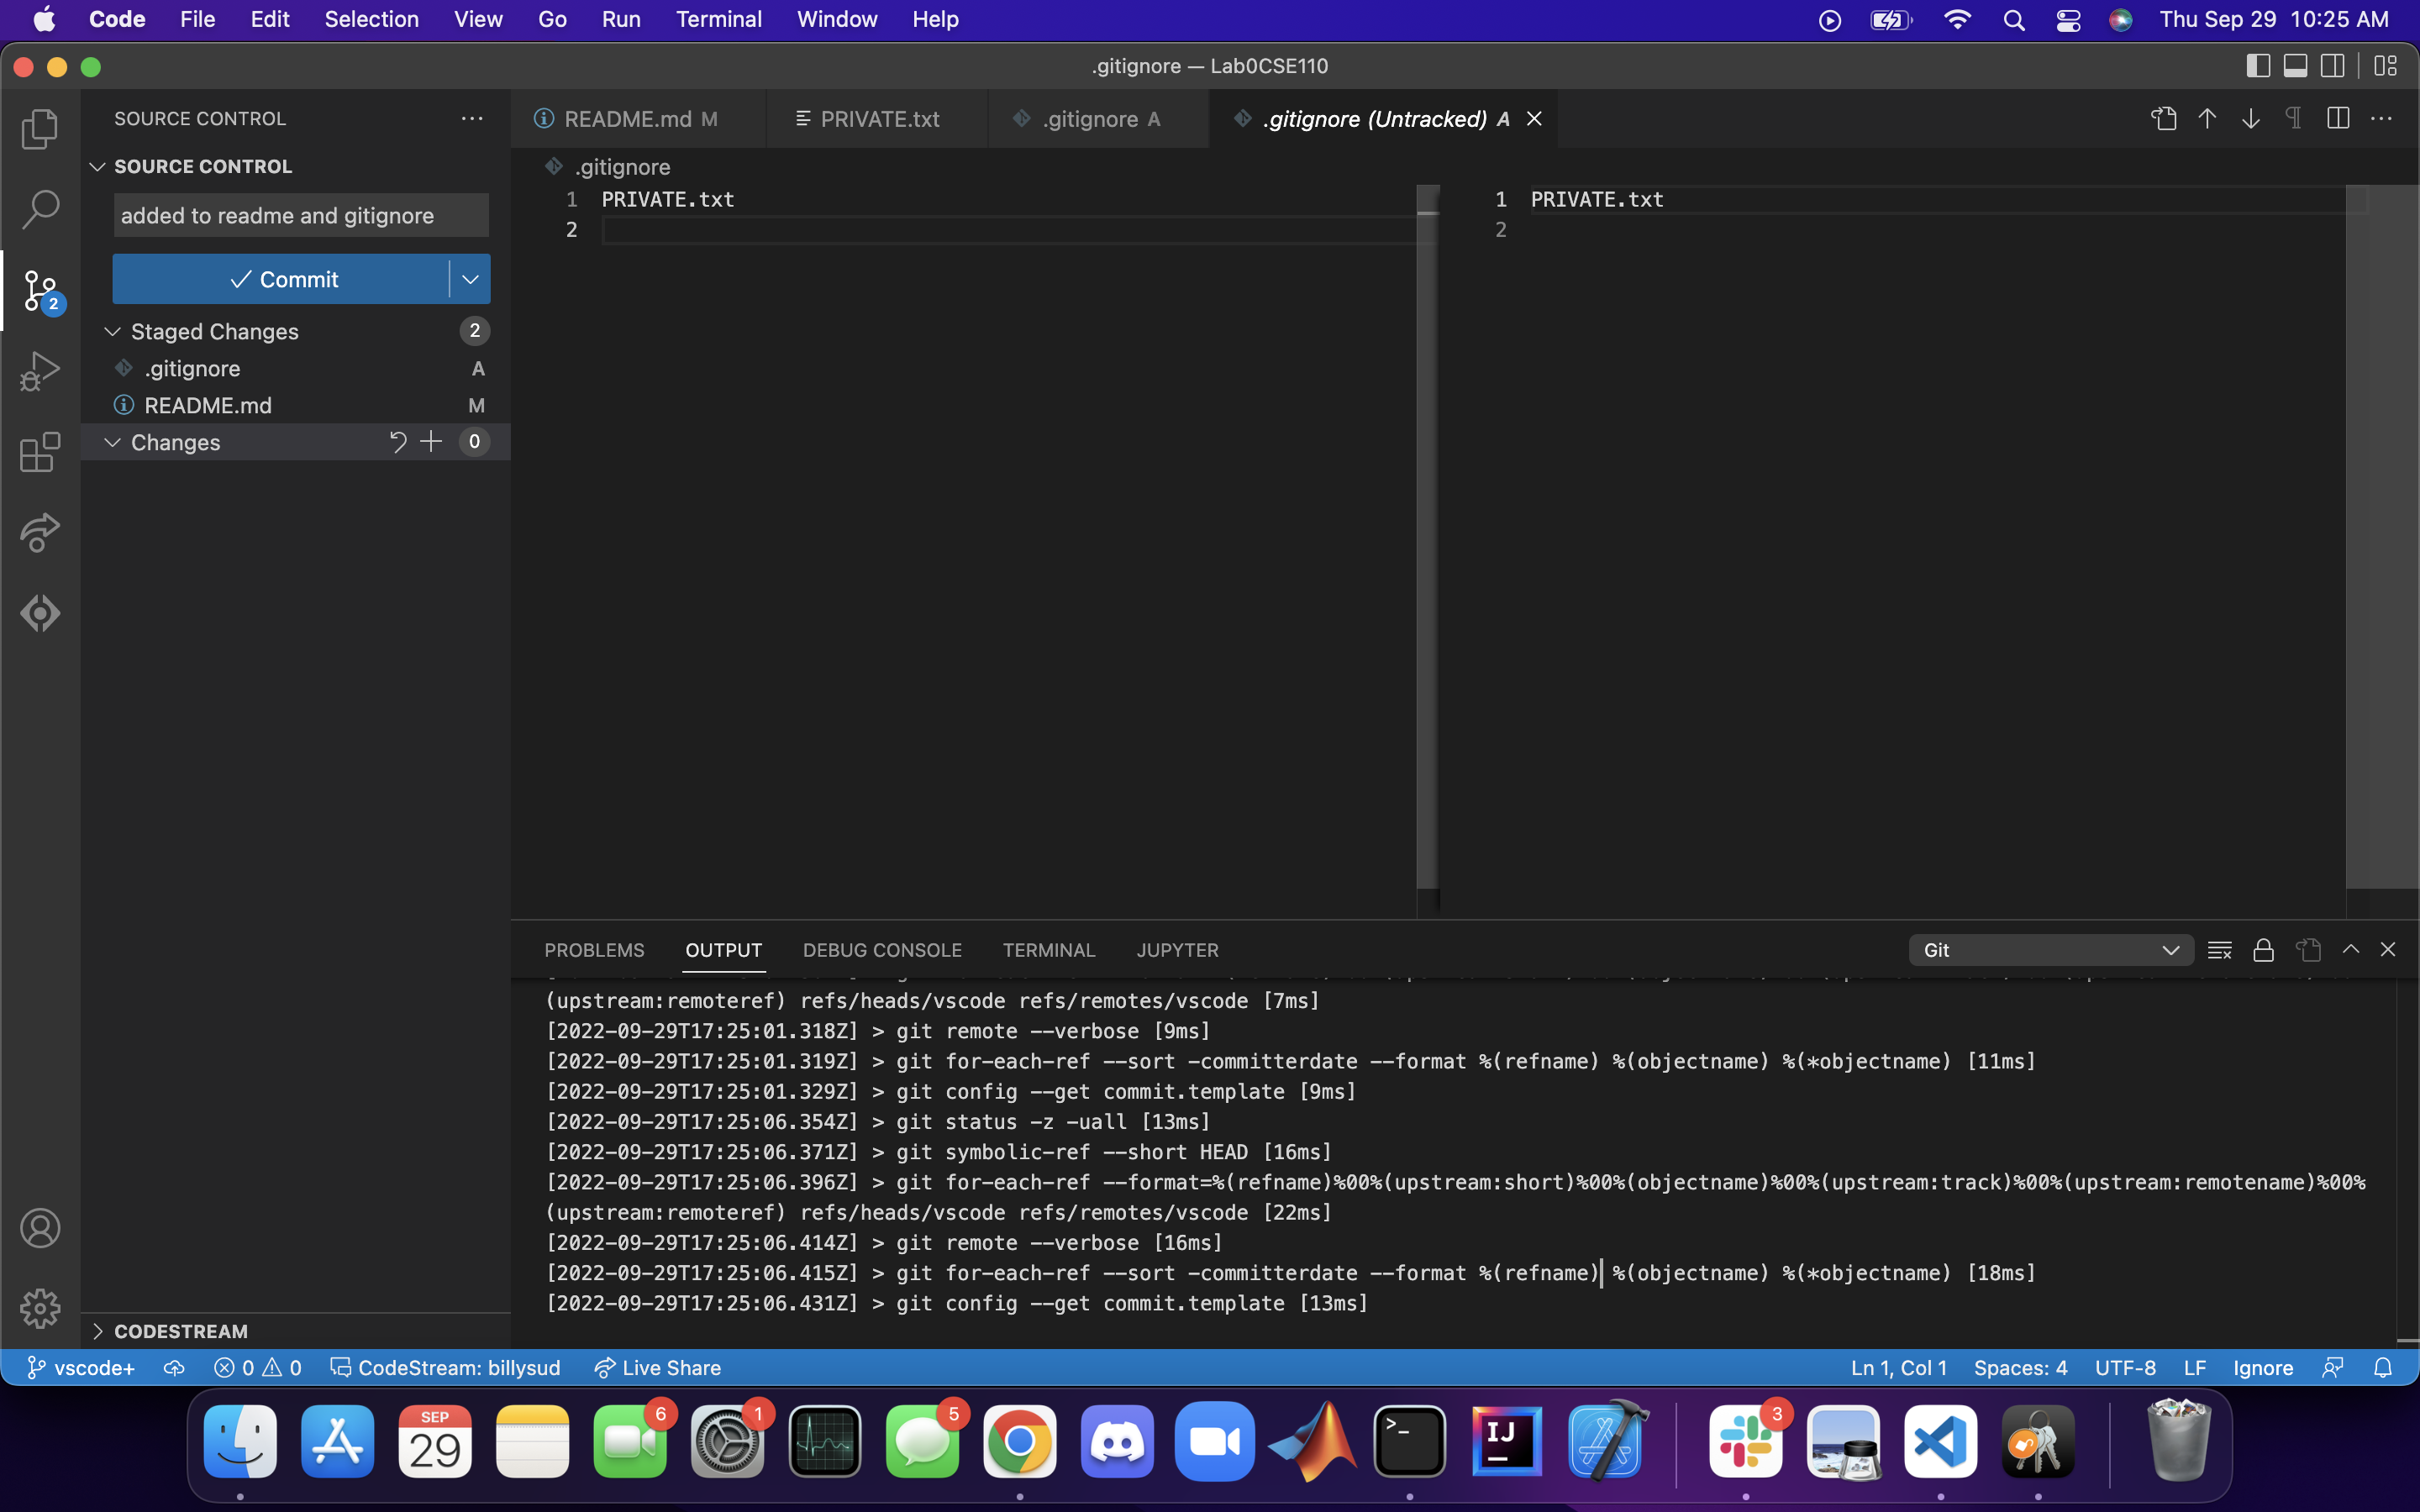 Code File Edit Selection View Go Run Terminal Window Help Thu Sep 29 10:25 AM
.gitignore — Lab0CSE110
SOURCE CONTROL
README.md M PRIVATE.txt .gitignore A .gitignore (Untracked) A
SOURCE CONTROL
.gitignore
added to readme and gitignore
1 PRIVATE.txt
2
1 PRIVATE.txt
2
Commit
2
Staged Changes 2
.gitignore A
README.md M
Changes 0
PROBLEMS OUTPUT DEBUG CONSOLE TERMINAL JUPYTER Git
(upstream:remoteref) refs/heads/vscode refs/remotes/vscode [7ms]
[2022-09-29T17:25:01.318Z] > git remote --verbose [9ms]
[2022-09-29T17:25:01.319Z] > git for-each-ref --sort -committerdate --format %(refname) %(objectname) %(*objectname) [11ms]
[2022-09-29T17:25:01.329Z] > git config --get commit.template [9ms]
[2022-09-29T17:25:06.354Z] > git status -z -uall [13ms]
[2022-09-29T17:25:06.371Z] > git symbolic-ref --short HEAD [16ms]
[2022-09-29T17:25:06.396Z] > git for-each-ref --format=%(refname)%00%(upstream:short)%00%(objectname)%00%(upstream:track)%00%(upstream:remotename)%00%
(upstream:remoteref) refs/heads/vscode refs/remotes/vscode [22ms]
[2022-09-29T17:25:06.414Z] > git remote --verbose [16ms]
[2022-09-29T17:25:06.415Z] > git for-each-ref --sort -committerdate --format %(refname) %(objectname) %(*objectname) [18ms]
[2022-09-29T17:25:06.431Z] > git config --get commit.template [13ms]
CODESTREAM
vscode+ 0 0 CodeStream: billysud Live Share Ln 1, Col 1 Spaces: 4 UTF-8 LF Ignore
SEP
29
6
1
5
>_
IJ
3